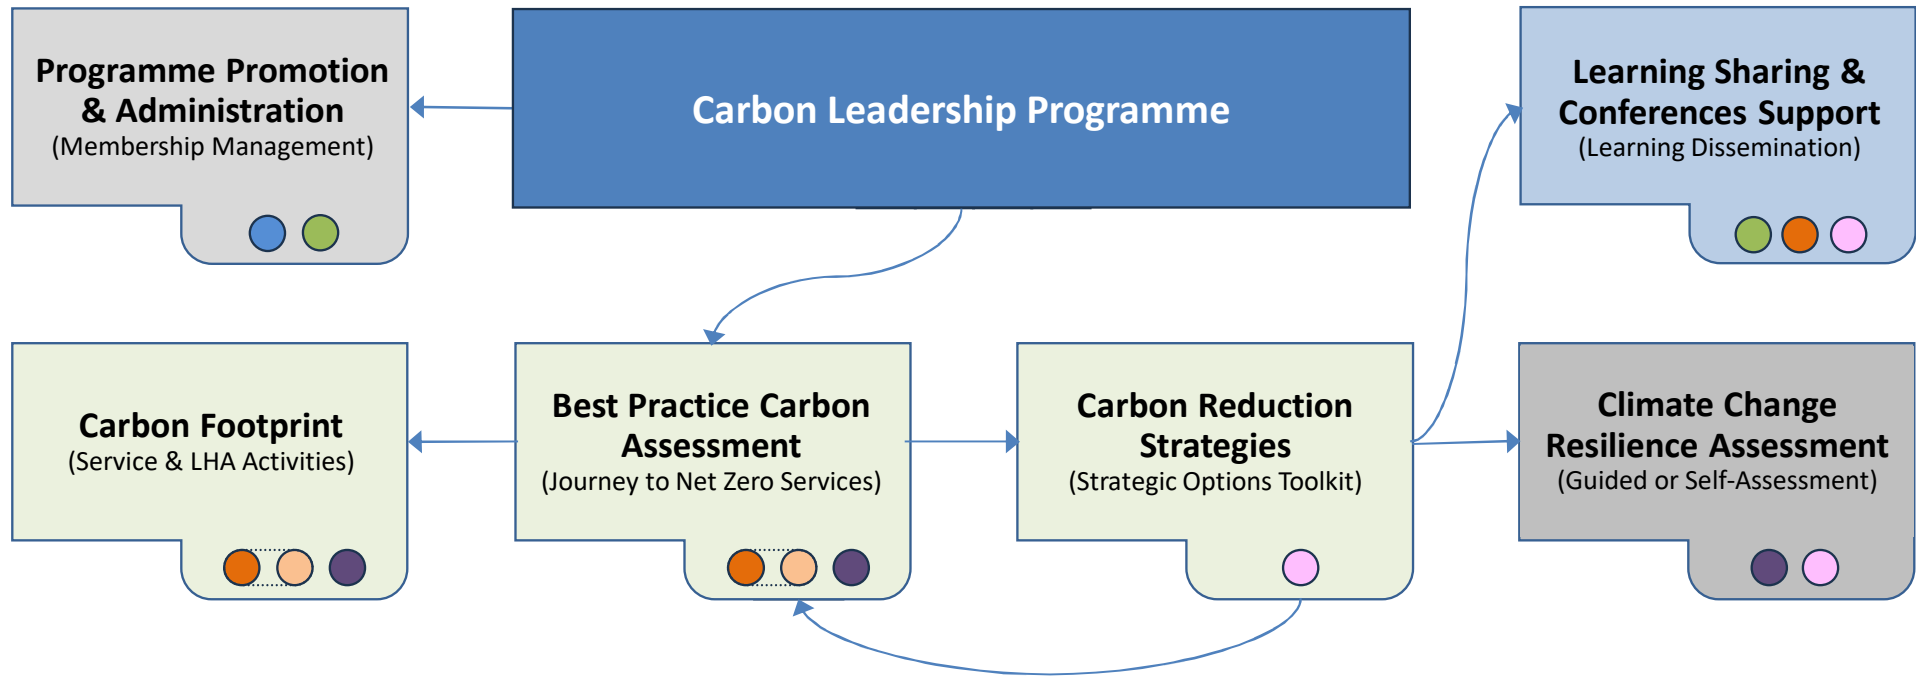 Programme Promotion
& Administration
(Membership Management)
Carbon Leadership Programme
Learning Sharing &
Conferences Support
(Learning Dissemination)
Carbon Footprint
(Service & LHA Activities)
Best Practice Carbon
Assessment
(Journey to Net Zero Services)
Carbon Reduction
Strategies
(Strategic Options Toolkit)
Climate Change
Resilience Assessment
(Guided or Self-Assessment)